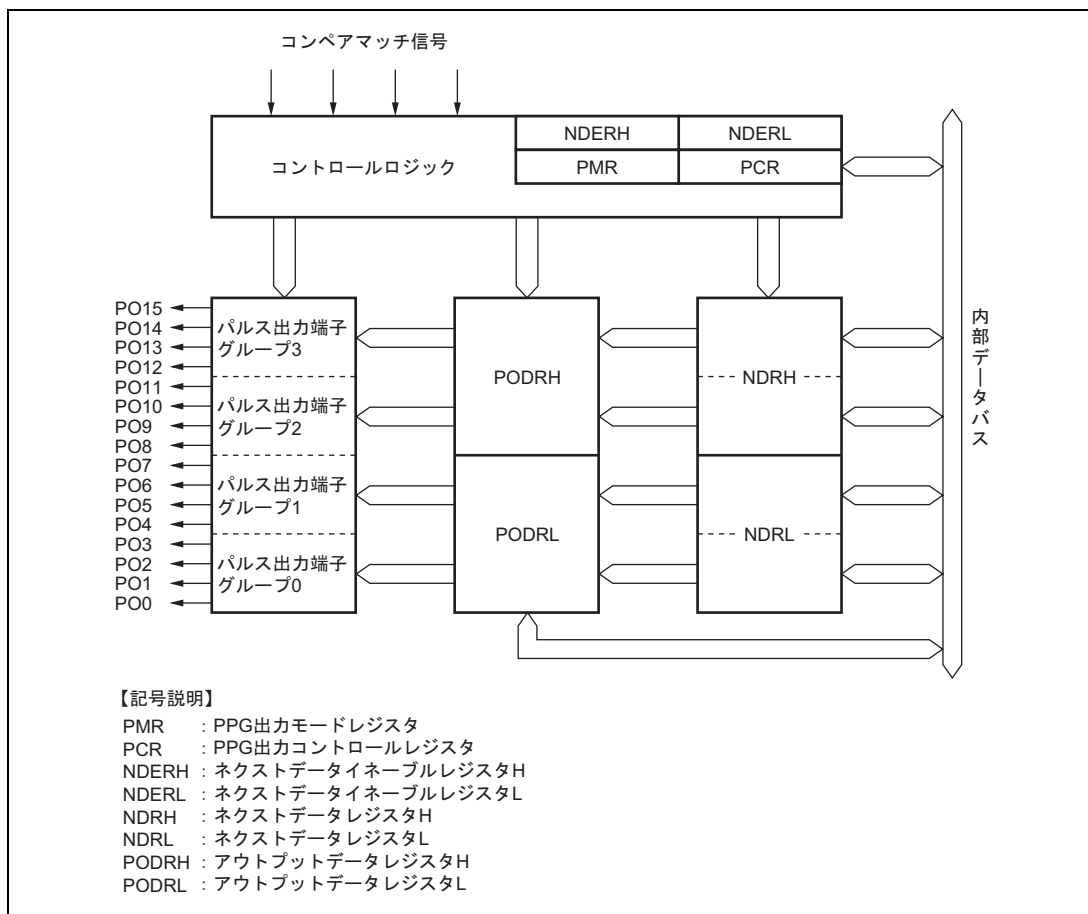 コンペアマッチ信号
NDERH
NDERL
コントロールロジック
PMR
PCR
PO15
PO14
PO13
PO12
PO11
PO10
PO9
PO8
PO7
PO6
PO5
PO4
PO3
PO2
PO1
PO0
パルス出力端子
グループ3
パルス出力端子
グループ2
パルス出力端子
グループ1
パルス出力端子
グループ0
PODRH
PODRL
NDRH
NDRL
内部データバス
【記号説明】
PMR : PPG出力モードレジスタ
PCR : PPG出力コントロールレジスタ
NDERH : ネクストデータイネーブルレジスタH
NDERL : ネクストデータイネーブルレジスタL
NDRH : ネクストデータレジスタH
NDRL : ネクストデータレジスタL
PODRH : アウトプットデータレジスタH
PODRL : アウトプットデータレジスタL